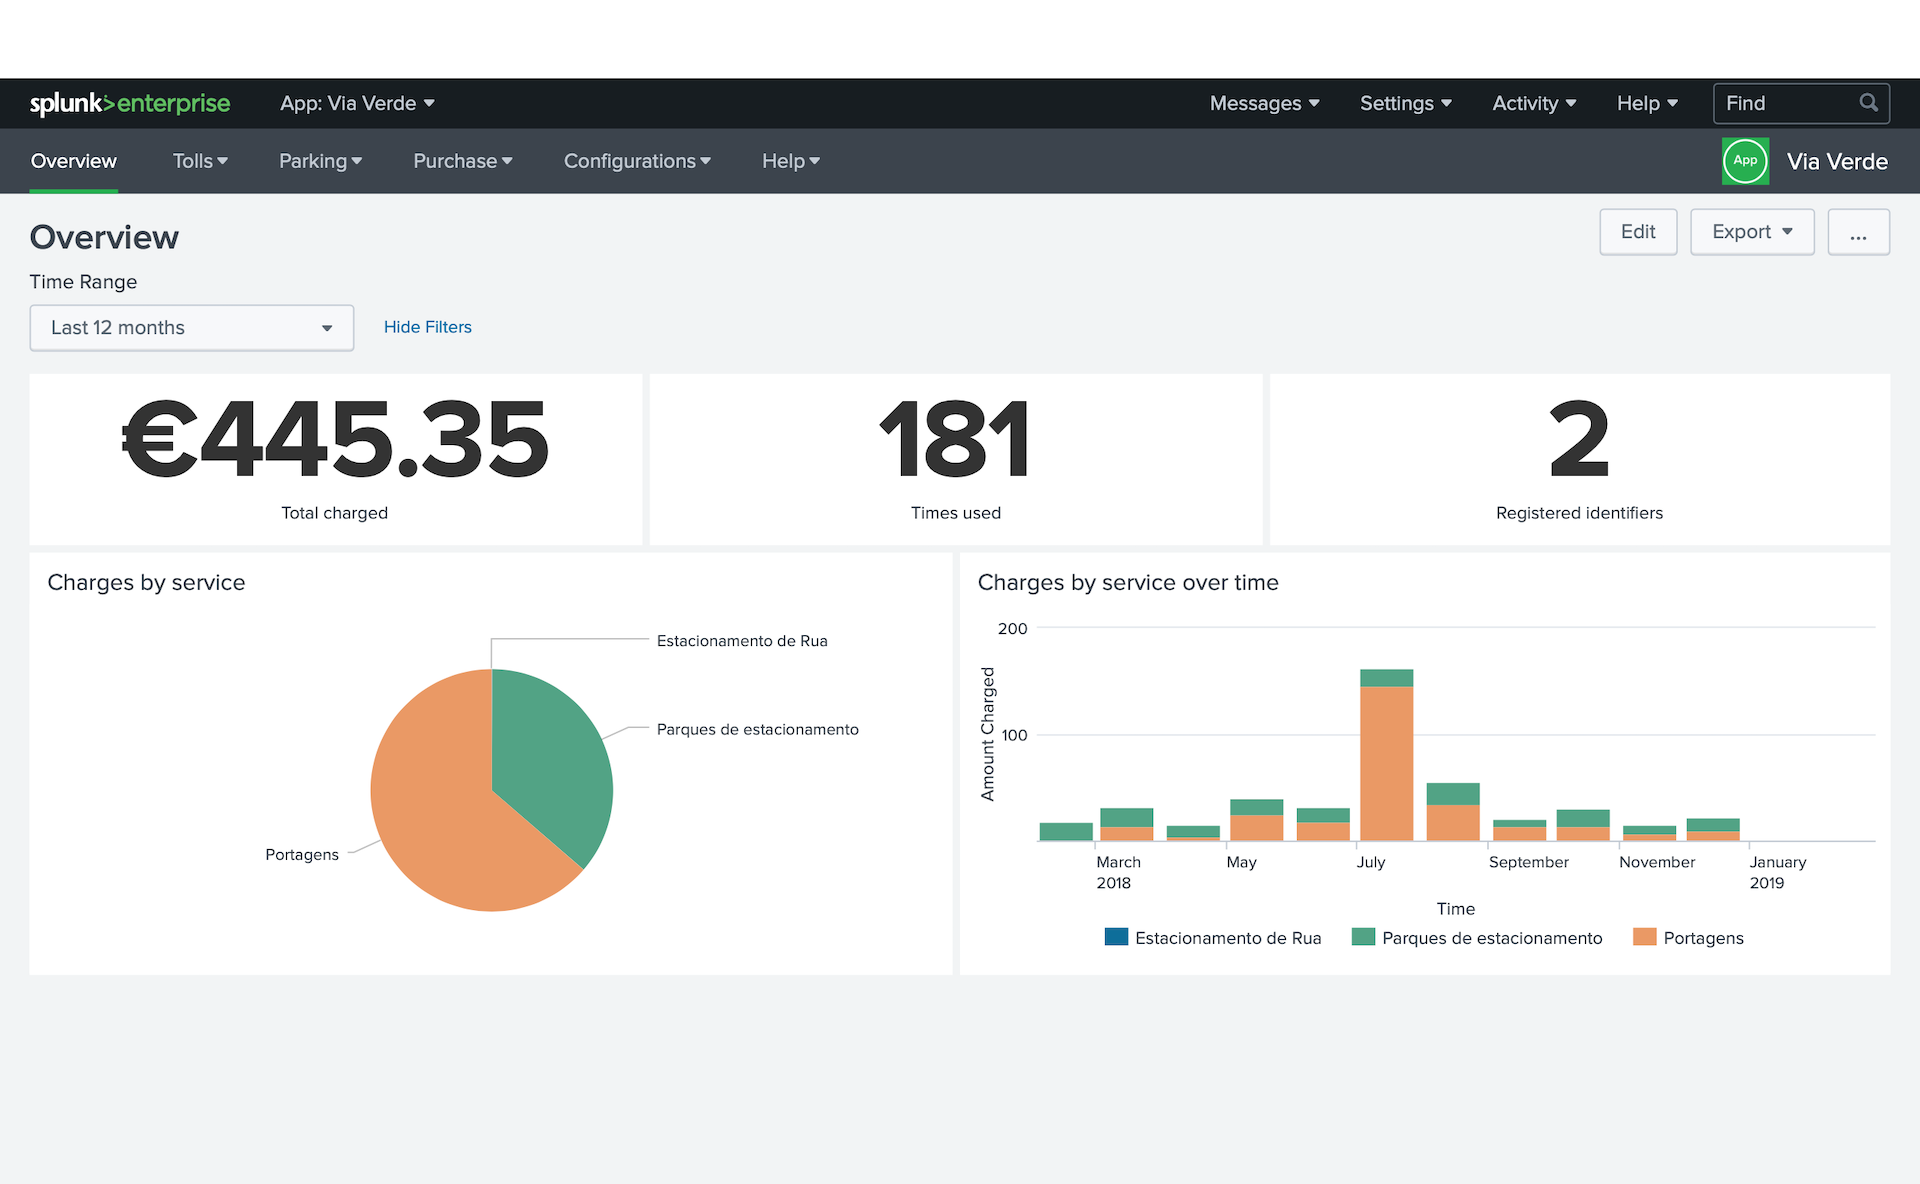 splunk>enterprise App: Via Verde Messages Settings Activity Help Find
Overview Tolls Parking Purchase Configurations Help App Via Verde
Overview
Edit Export ...
Time Range
Last 12 months Hide Filters
€445.35
Total charged
181
Times used
2
Registered identifiers
Charges by service
Estacionamento de Rua
Parques de estacionamento
Portagens
Charges by service over time
200
100
Amount Charged
March May July September November January
2018 2019
Time
Estacionamento de Rua Parques de estacionamento Portagens